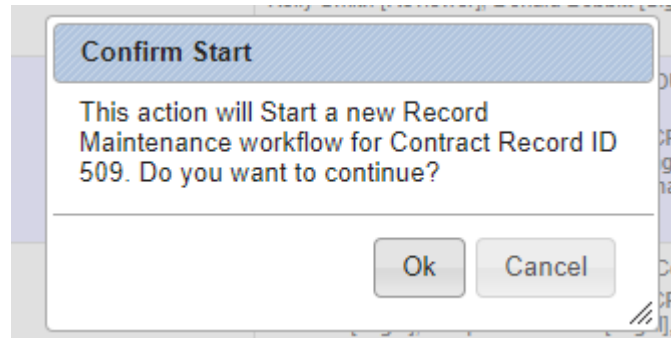 Confirm Start
This action will Start a new Record
Maintenance workflow for Contract Record ID
509. Do you want to continue?
Ok Cancel